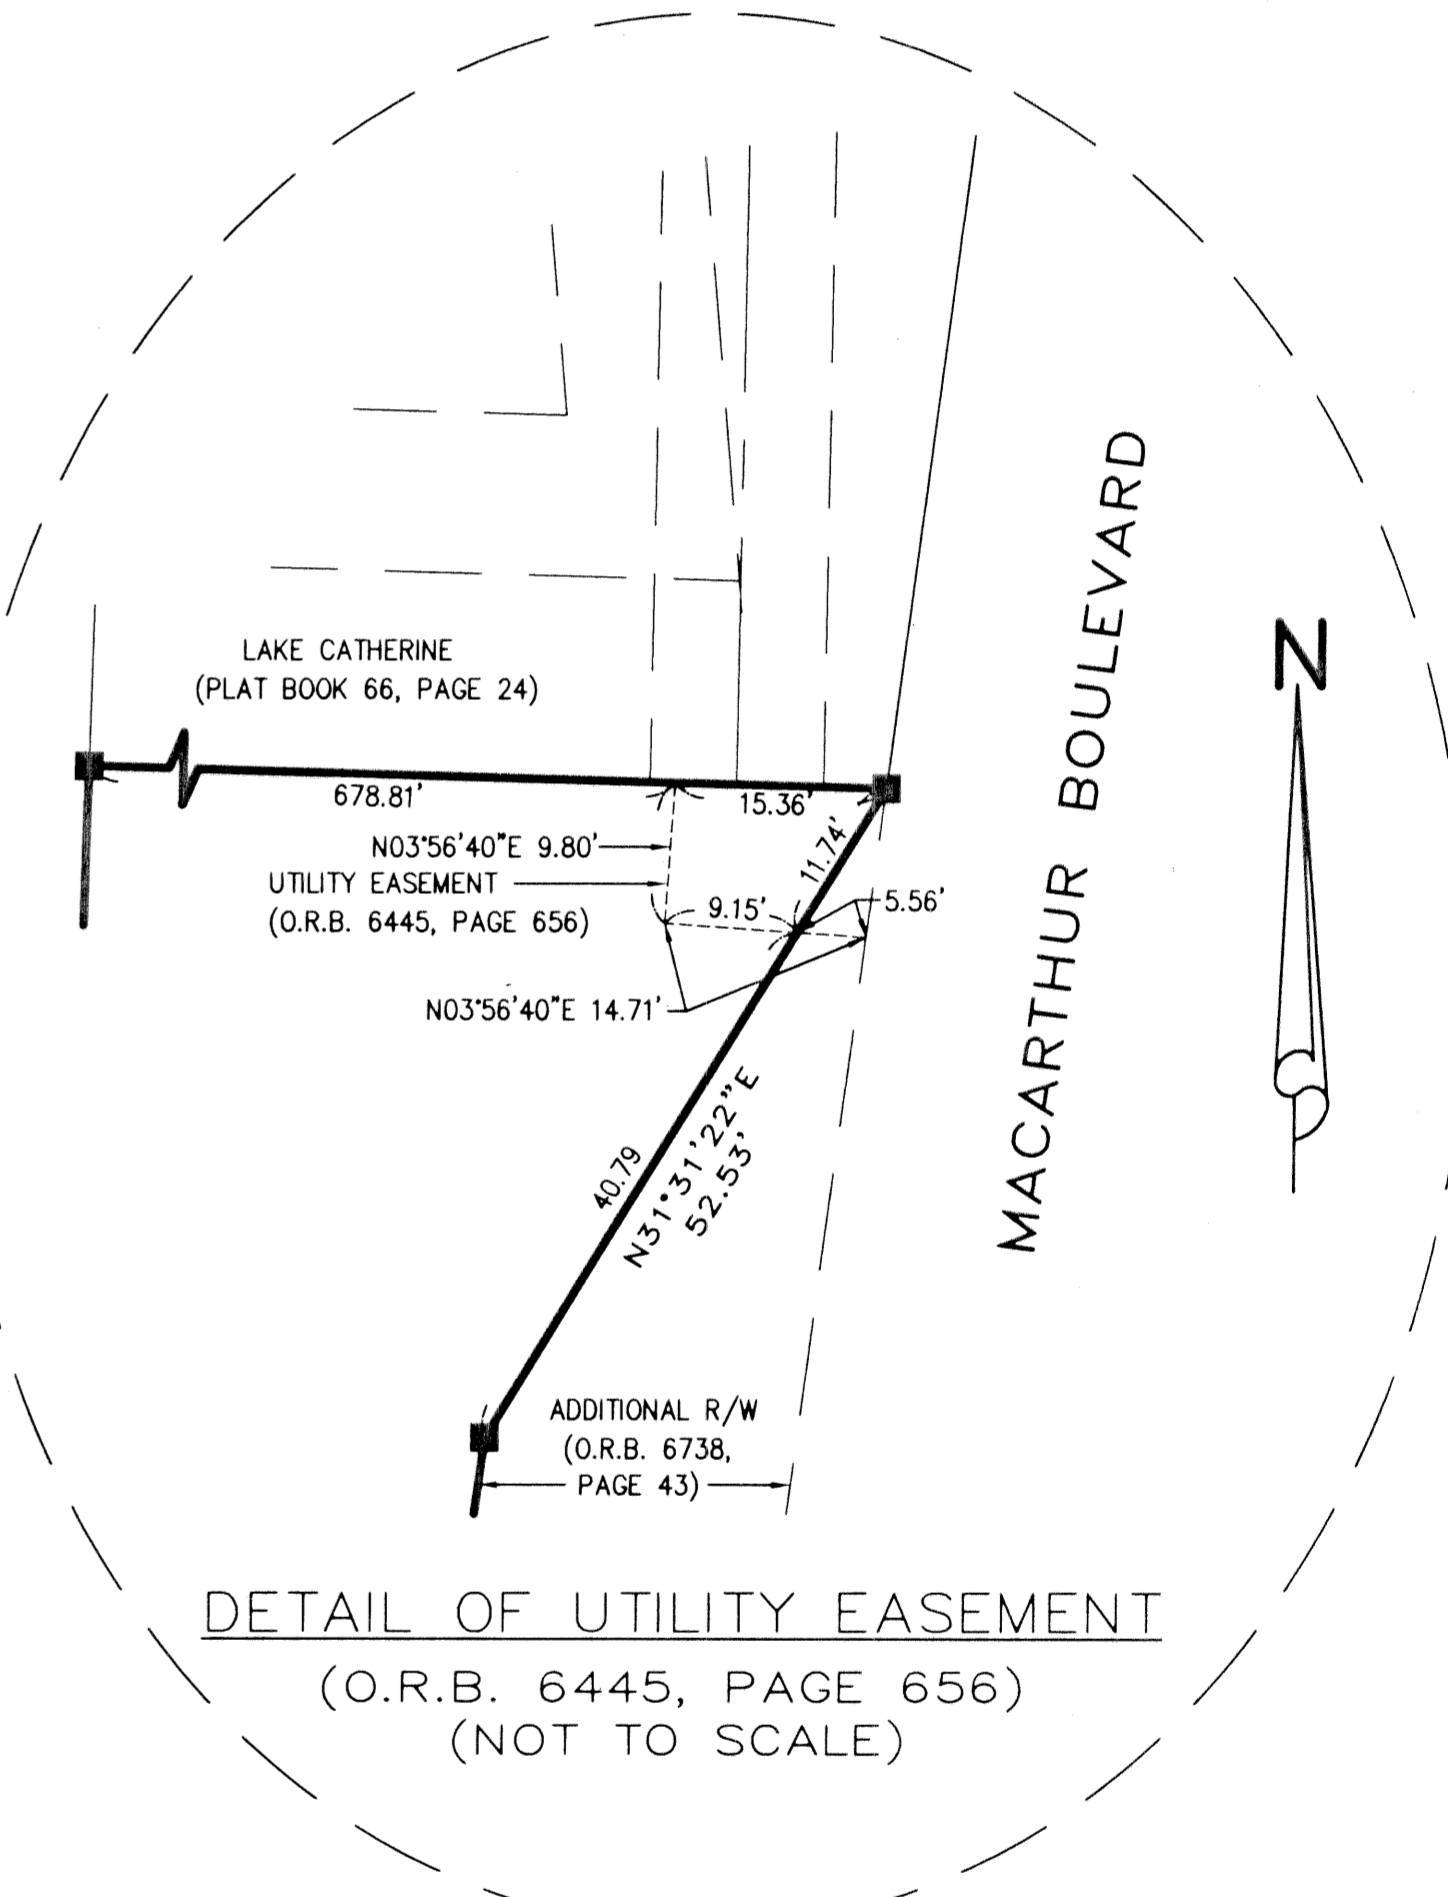 LAKE CATHERINE
(PLAT BOOK 66, PAGE 24)
N
MACARTHUR BOULEVARD
678.81'
15.36'
N03°56'40"E 9.80'
11.74'
UTILITY EASEMENT
(O.R.B. 6445, PAGE 656)
9.15'
5.56'
N03°56'40"E 14.71'
40.79
N31°31'22"E
52.53'
ADDITIONAL R/W
(O.R.B. 6738,
PAGE 43)
DETAIL OF UTILITY EASEMENT
(O.R.B. 6445, PAGE 656)
(NOT TO SCALE)